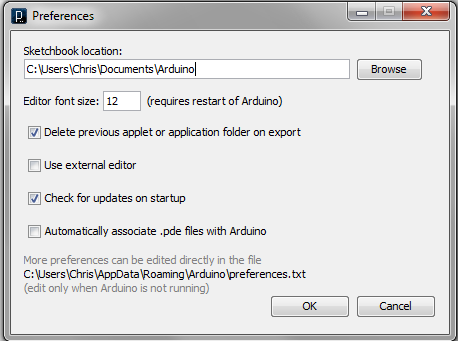 Preferences
Sketchbook location:
C:\Users\Chris\Documents\Arduino
Browse
Editor font size: 12 (requires restart of Arduino)
Delete previous applet or application folder on export
Use external editor
Check for updates on startup
Automatically associate .pde files with Arduino
More preferences can be edited directly in the file
C:\Users\Chris\AppData\Roaming\Arduino\preferences.txt
(edit only when Arduino is not running)
OK Cancel